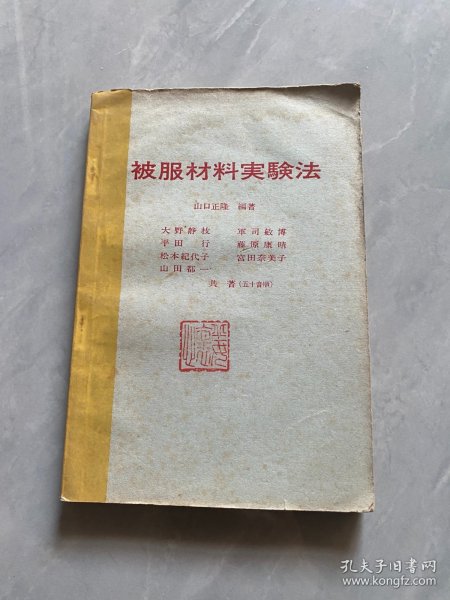 被服材料実験法
山口正隆 編著
大野静枝 軍司敏博
平田 行 藤原康晴
松本紀代子 宮田奈美子
山田都一
共著(五十音順)
孔夫子旧书网
www.kongfz.com